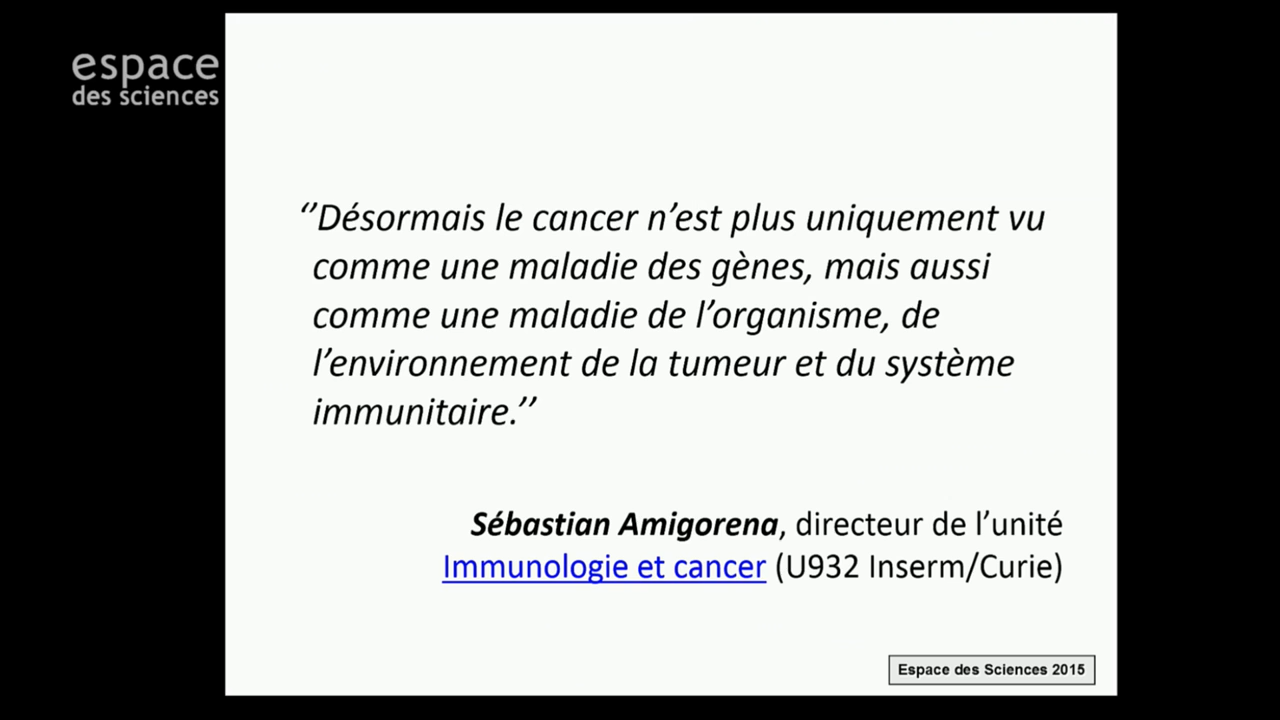 espace
des sciences
‘’Désormais le cancer n’est plus uniquement vu
comme une maladie des gènes, mais aussi
comme une maladie de l’organisme, de
l’environnement de la tumeur et du système
immunitaire.’’
Sébastian Amigorena, directeur de l’unité
Immunologie et cancer (U932 Inserm/Curie)
Espace des Sciences 2015